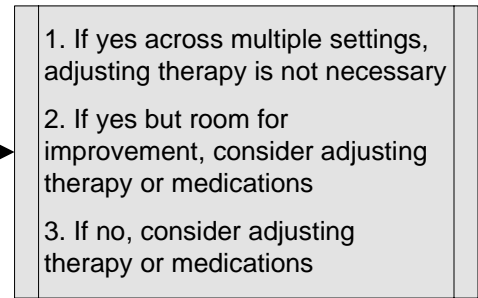 1. If yes across multiple settings,
adjusting therapy is not necessary
2. If yes but room for
improvement, consider adjusting
therapy or medications
3. If no, consider adjusting
therapy or medications